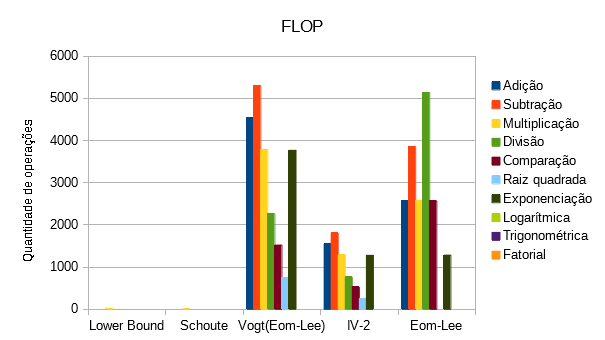 FLOP
Quantidade de operações
6000
5000
4000
3000
2000
1000
0
Lower Bound
Schoute
Vogt(Eom-Lee)
IV-2
Eom-Lee
Adição
Subtração
Multiplicação
Divisão
Comparação
Raiz quadrada
Exponenciação
Logarítmica
Trigonométrica
Fatorial